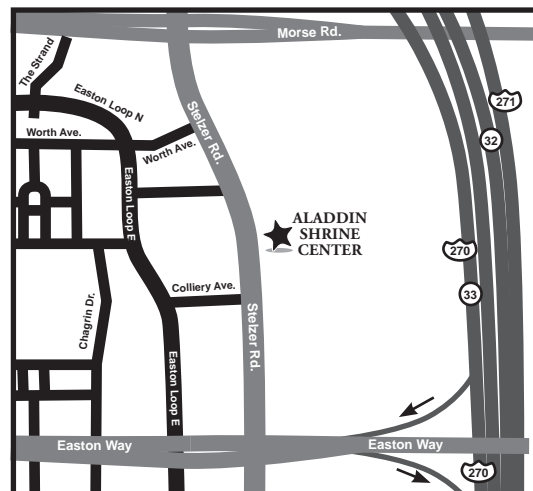 Morse Rd.
The Strand
Easton Loop N
271
Stelzer Rd.
Worth Ave.
Worth Ave.
32
Easton Loop E
ALADDIN
SHRINE
CENTER
270
Colliery Ave.
33
Chagrin Dr.
Stelzer Rd.
Easton Loop E
Easton Way
Easton Way
270